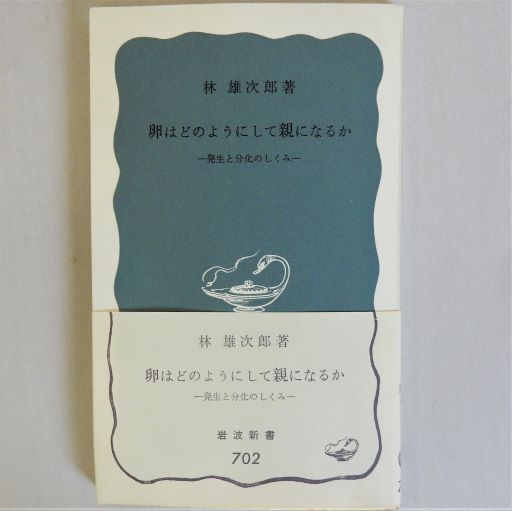 林 雄次郎著
卵はどのようにして親になるか
―発生と分化のしくみ―
林 雄次郎著
卵はどのようにして親になるか
―発生と分化のしくみ―
岩波新書
702